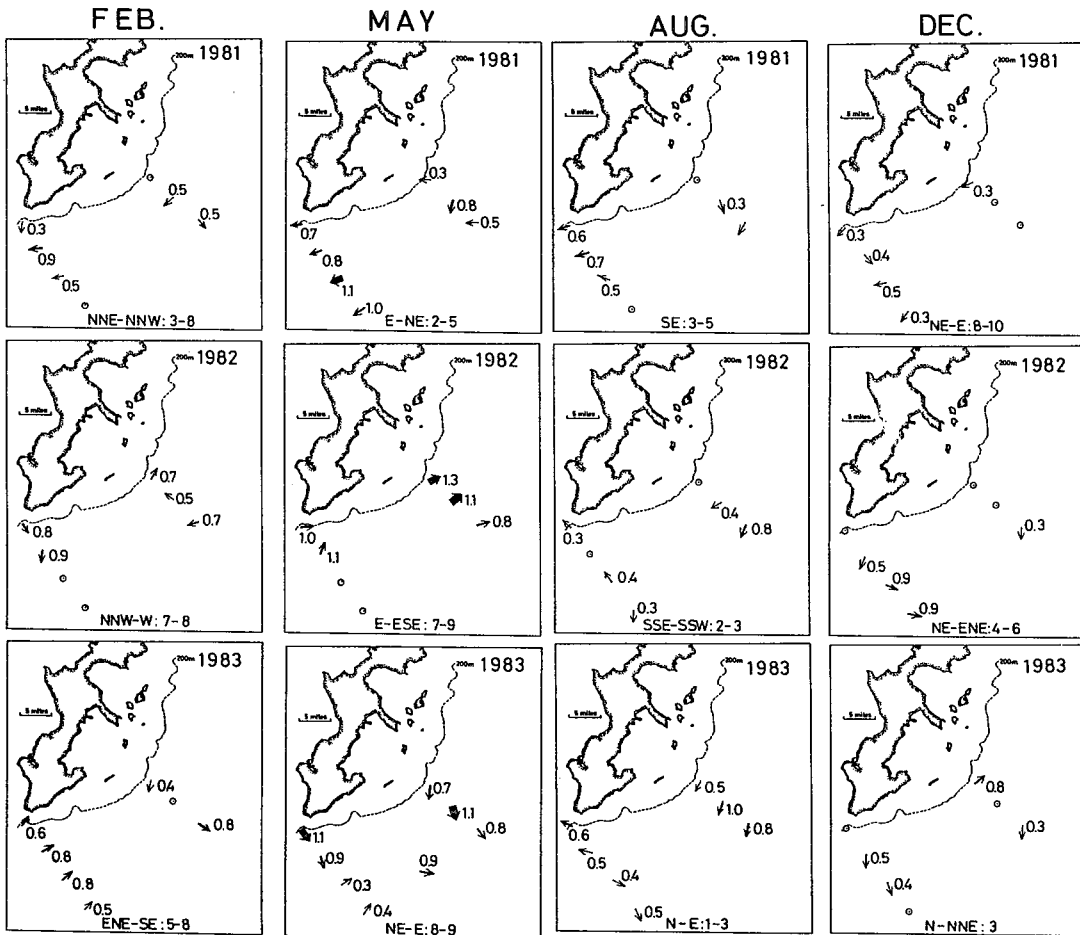 FEB. MAY AUG. DEC.
200m 1981
5 miles
0.5
0.5
0.3
0.9
0.5
NNE-NNW: 3-8
200m 1981
5 miles
0.3
0.8
0.5
0.7
0.8
1.1
1.0
E-NE: 2-5
200m 1981
5 miles
0.3
0.6
0.7
0.5
SE: 3-5
200m 1981
5 miles
0.3
0.3
0.4
0.5
0.3
NE-E: 8-10
200m 1982
5 miles
0.7
0.5
0.7
0.8
0.9
NNW-W: 7-8
200m 1982
5 miles
1.3
1.1
0.8
1.0
1.1
E-ESE: 7-9
200m 1982
5 miles
0.4
0.8
0.3
0.4
0.3
SSE-SSW: 2-3
200m 1982
5 miles
0.3
0.5
0.9
0.9
NE-ENE: 4-6
200m 1983
5 miles
0.4
0.8
0.6
0.8
0.8
0.5
ENE-SE: 5-8
200m 1983
5 miles
0.7
1.1
0.8
1.1
0.9
0.9
0.3
0.4
NE-E: 8-9
200m 1983
5 miles
0.5
1.0
0.8
0.6
0.5
0.4
0.5
N-E: 1-3
200m 1983
5 miles
0.8
0.3
0.5
0.4
N-NNE: 3